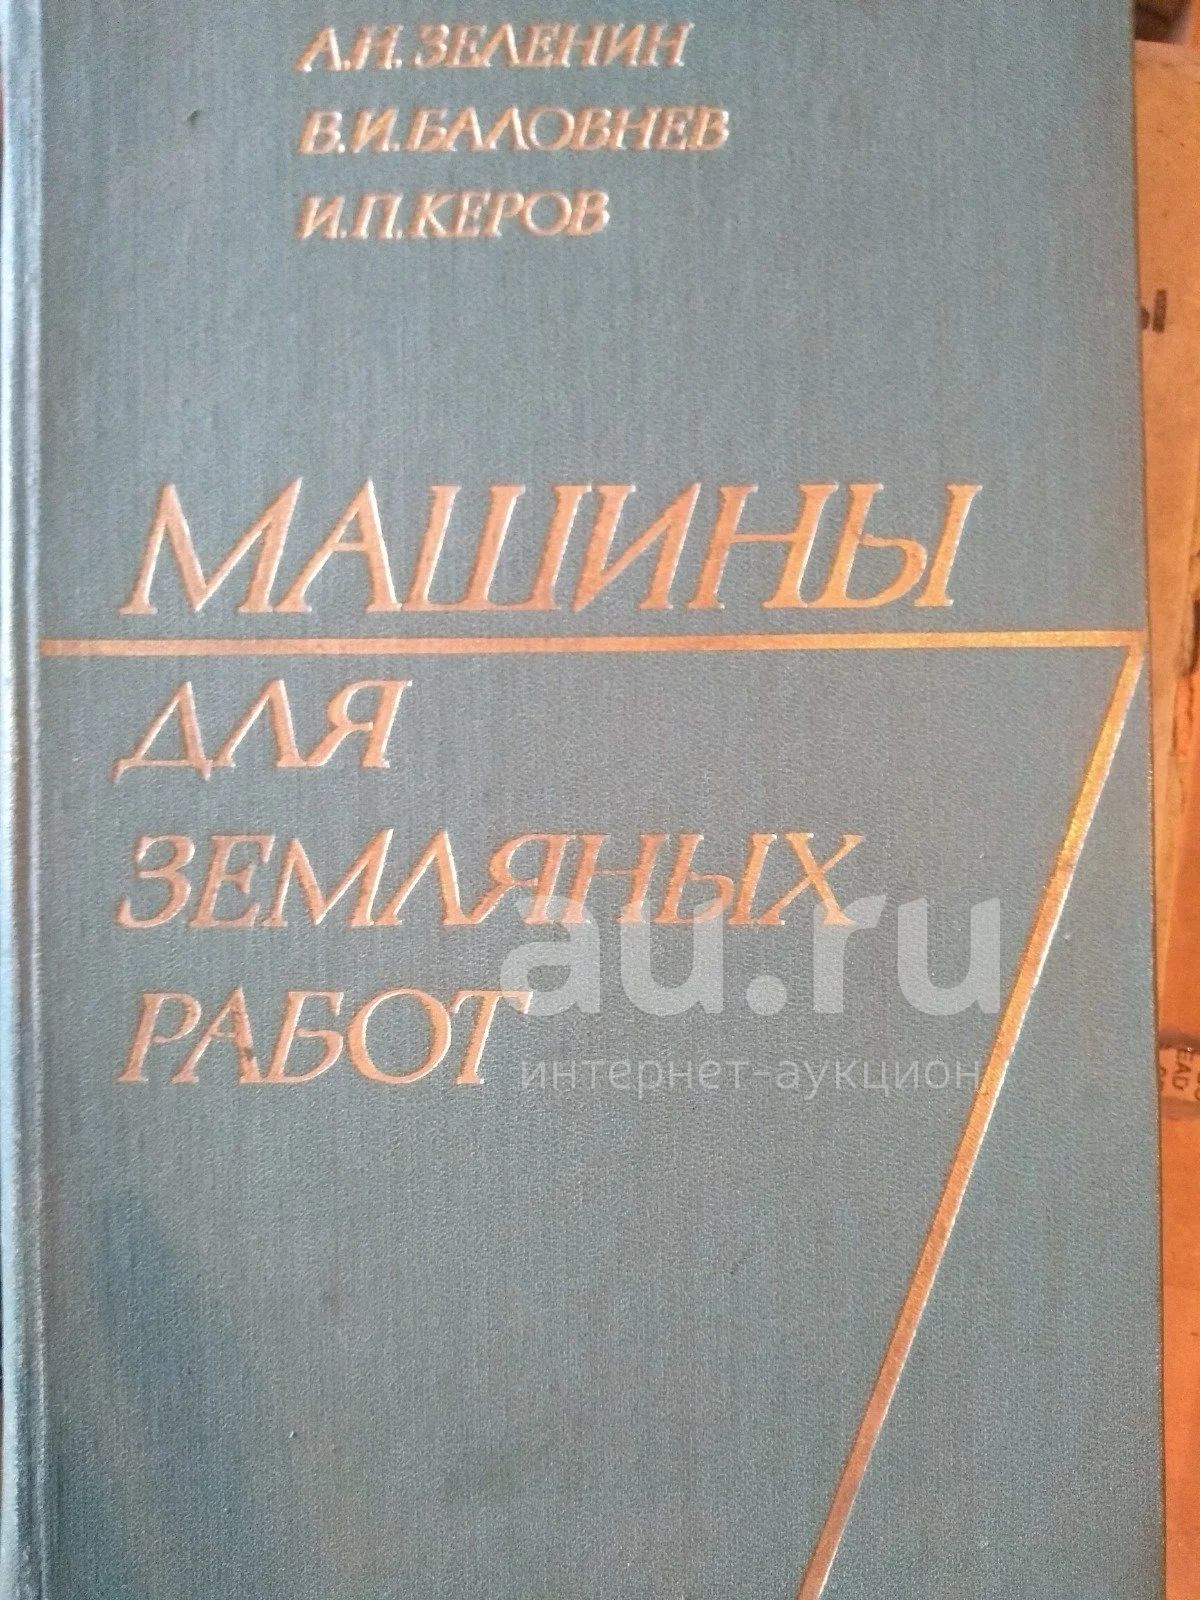 А.Н. ЗЕЛЕНИН
В.И. БАЛОВНЕВ
И.П. КЕРОВ
МАШИНЫ
ДЛЯ
ЗЕМЛЯНЫХ
РАБОТ
au.ru
интернет-аукцион